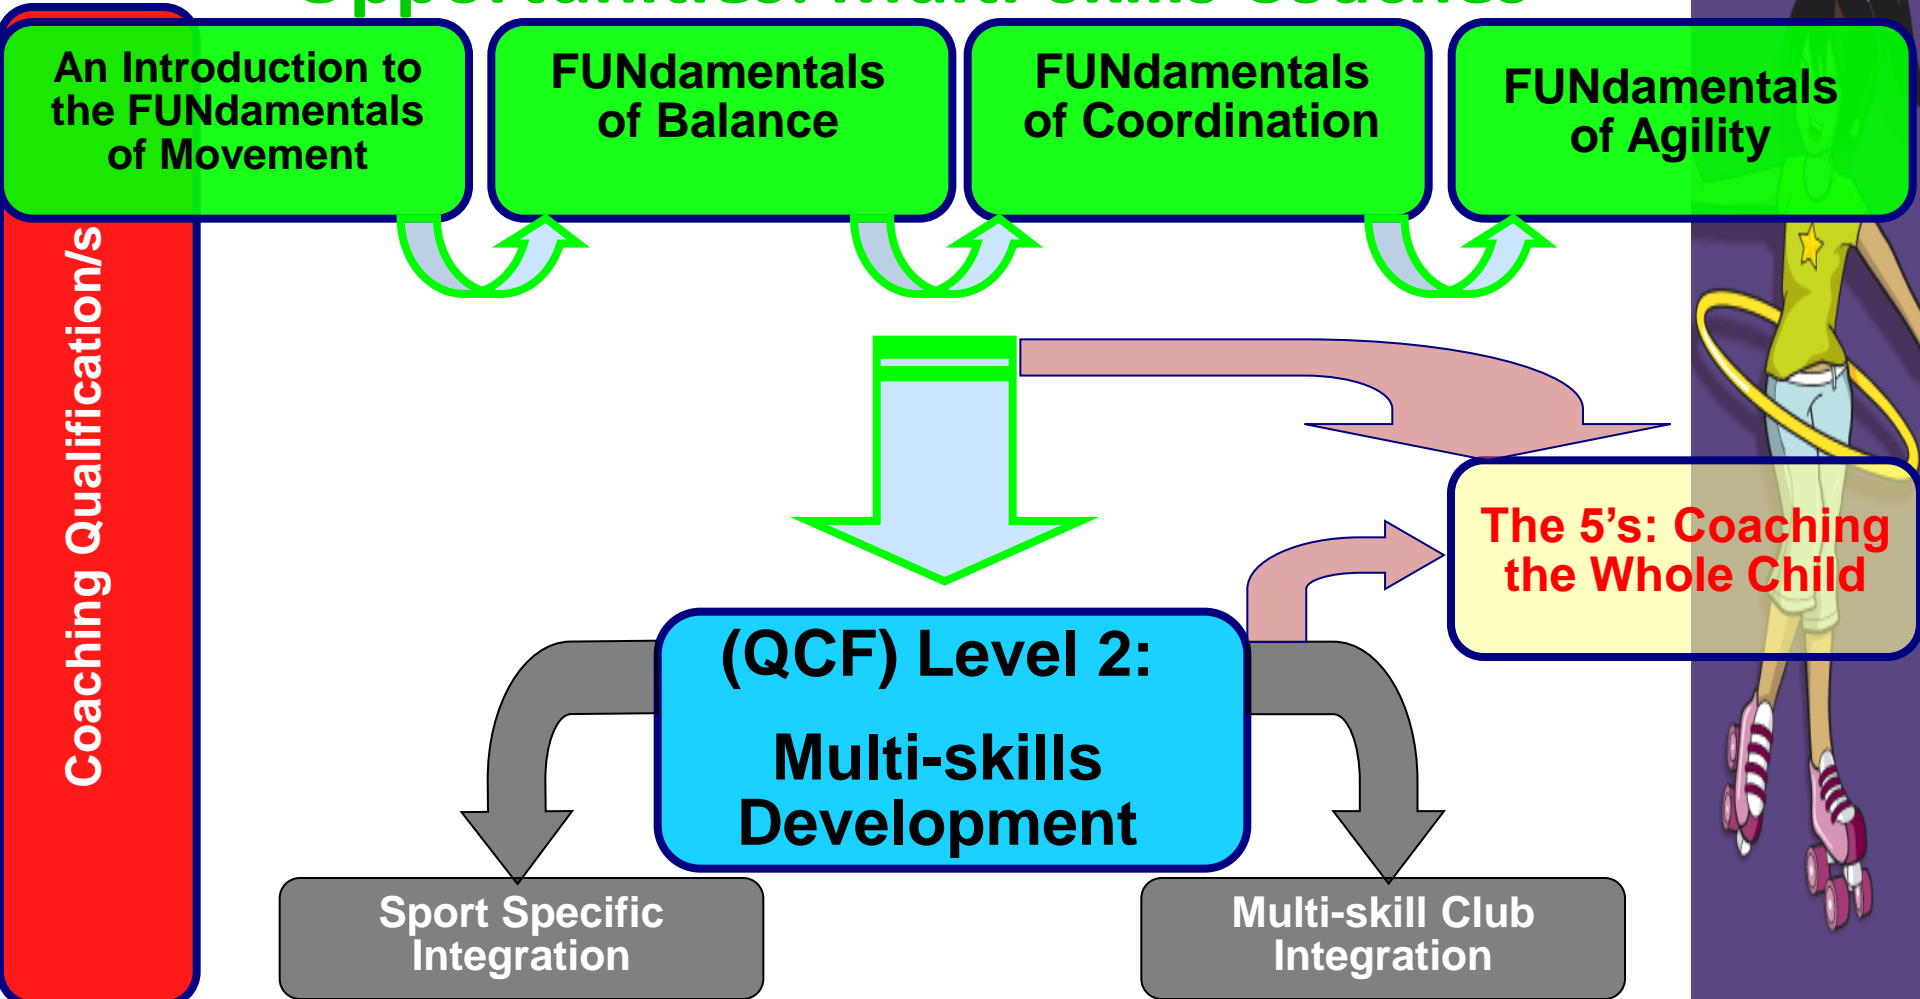 An Introduction to
the FUNdamentals
of Movement
FUNdamentals
of Balance
FUNdamentals
of Coordination
FUNdamentals
of Agility
Coaching Qualification/s
The 5’s: Coaching
the Whole Child
(QCF) Level 2:
Multi-skills
Development
Sport Specific
Integration
Multi-skill Club
Integration